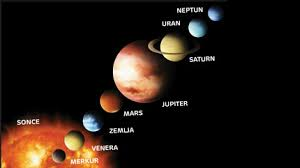 NEPTUN
URAN
SATURN
JUPITER
MARS
ZEMLJA
SONCE
VENERA
MERKUR